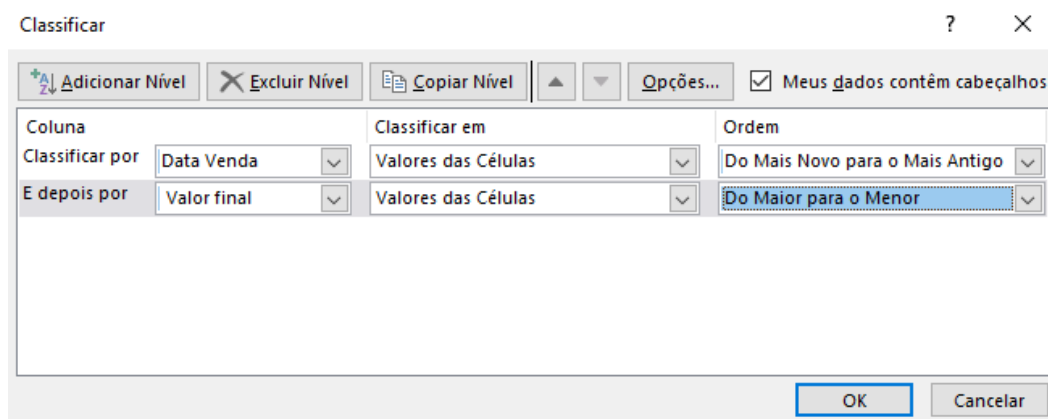 Classificar ?
Adicionar Nível Excluir Nível Copiar Nível Opções... Meus dados contêm cabeçalhos
Coluna Classificar em Ordem
Classificar por Data Venda Valores das Células Do Mais Novo para o Mais Antigo
E depois por Valor final Valores das Células Do Maior para o Menor
OK Cancelar